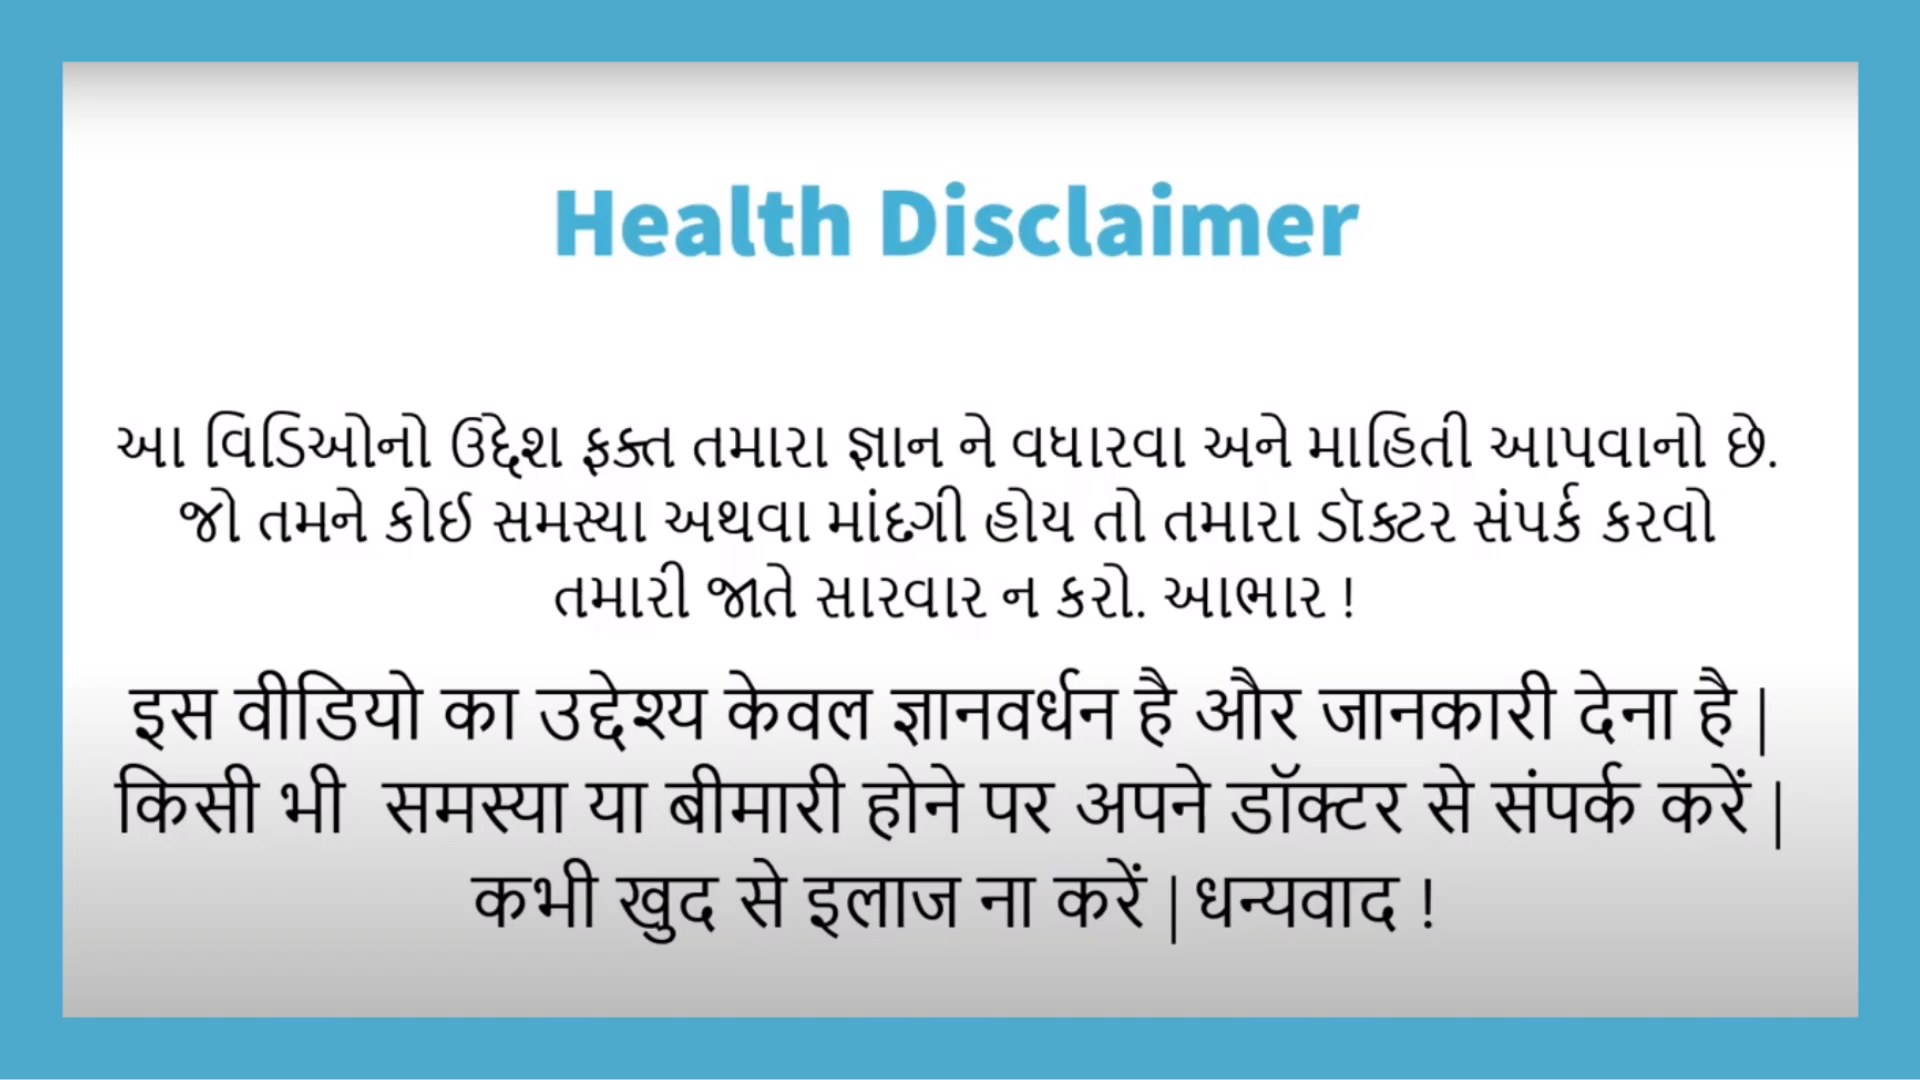 Health Disclaimer
આ વિડિઓનો ઉદ્દેશ ફક્ત તમારા જ્ઞાન ને વધારવા અને માહિતી આપવાનો છે.
જો તમને કોઈ સમસ્યા અથવા માંદગી હોય તો તમારા ડૉક્ટર સંપર્ક કરવો
તમારી જાતે સારવાર ન કરો. આભાર !
इस वीडियो का उद्देश्य केवल ज्ञानवर्धन है और जानकारी देना है |
किसी भी  समस्या या बीमारी होने पर अपने डॉक्टर से संपर्क करें |
कभी खुद से इलाज ना करें | धन्यवाद !